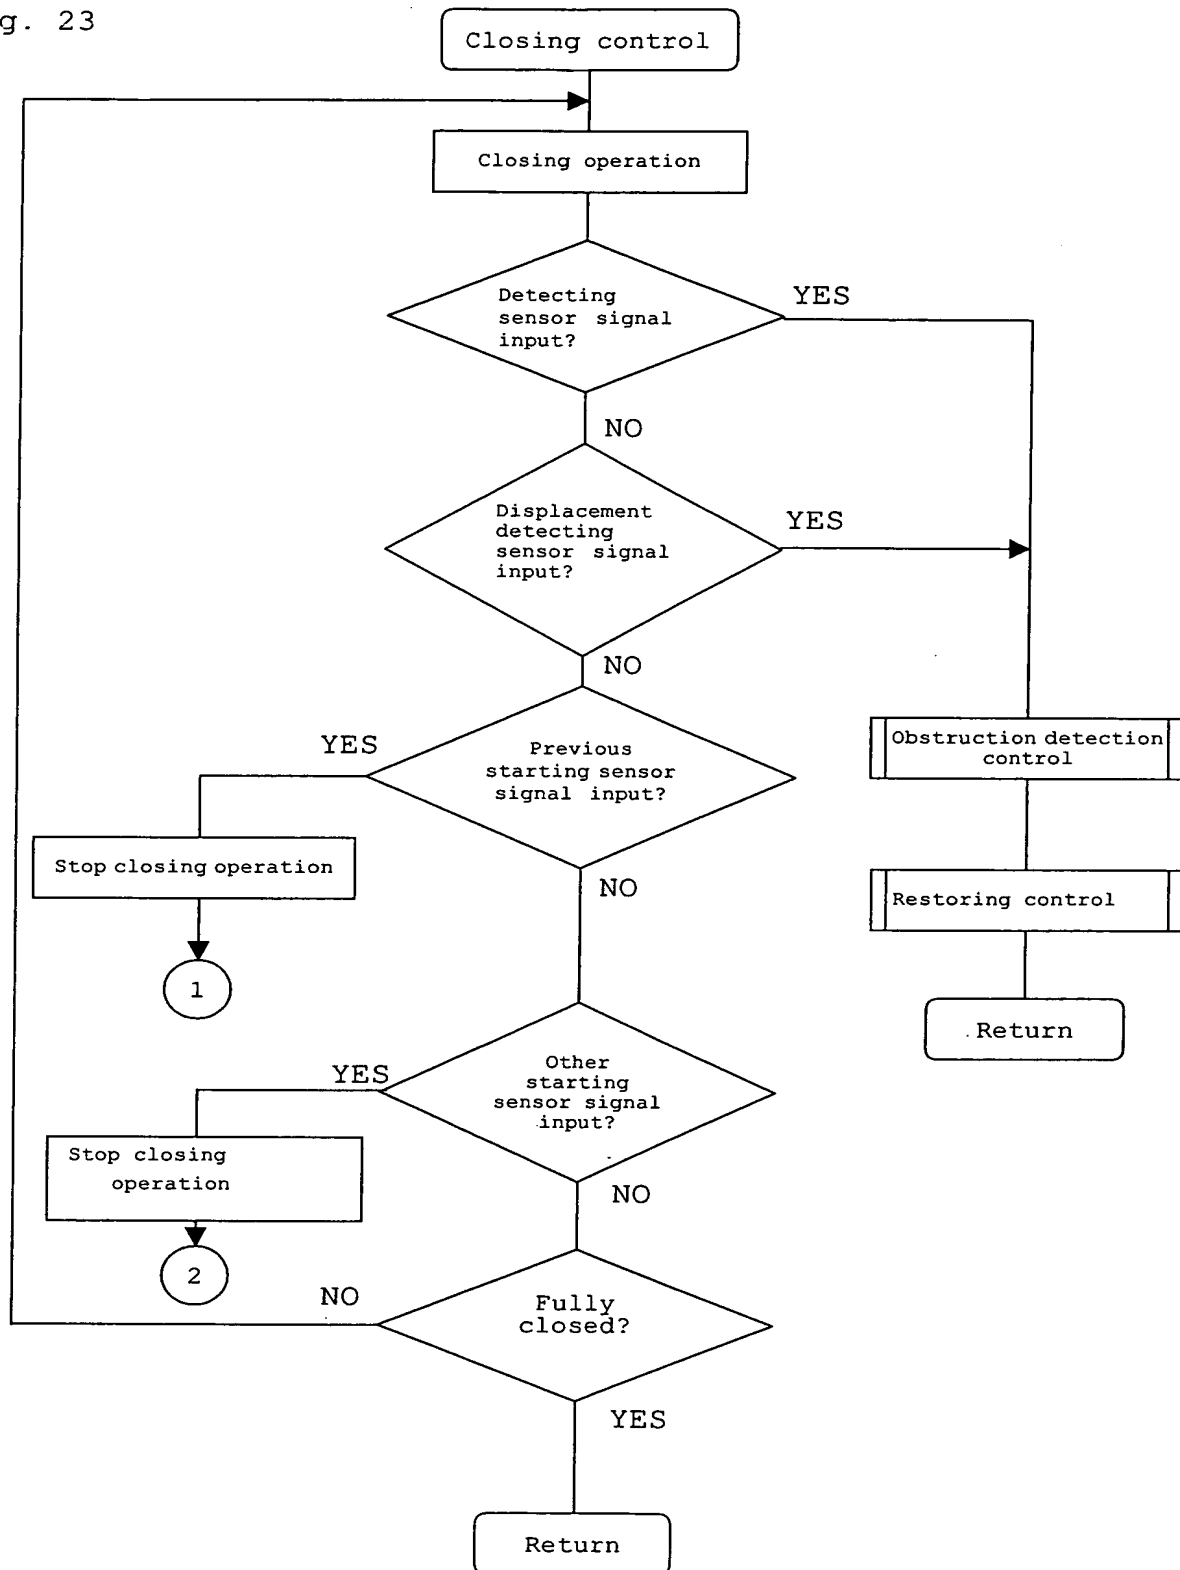 g. 23
Closing control
Closing operation
Detecting
sensor signal
input?
YES
NO
Displacement
detecting
sensor signal
input?
YES
NO
Previous
starting sensor
signal input?
YES
NO
Obstruction detection
control
Stop closing operation
Restoring control
1
Return
Other
starting
sensor signal
input?
YES
NO
Stop closing
operation
2
Fully
closed?
NO
YES
Return